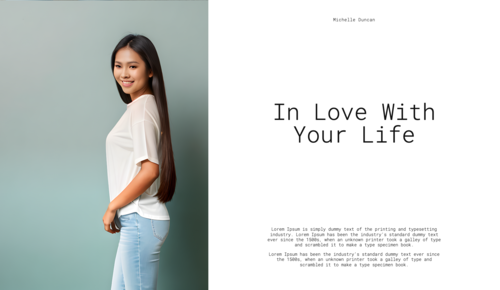 Michelle Duncan
In Love With
Your Life
Lorem Ipsum is simply dummy text of the printing and typesetting
industry. Lorem Ipsum has been the industry's standard dummy text
ever since the 1500s, when an unknown printer took a galley of type
and scrambled it to make a type specimen book.
Lorem Ipsum has been the industry's standard dummy text ever since
the 1500s, when an unknown printer took a galley of type and
scrambled it to make a type specimen book.